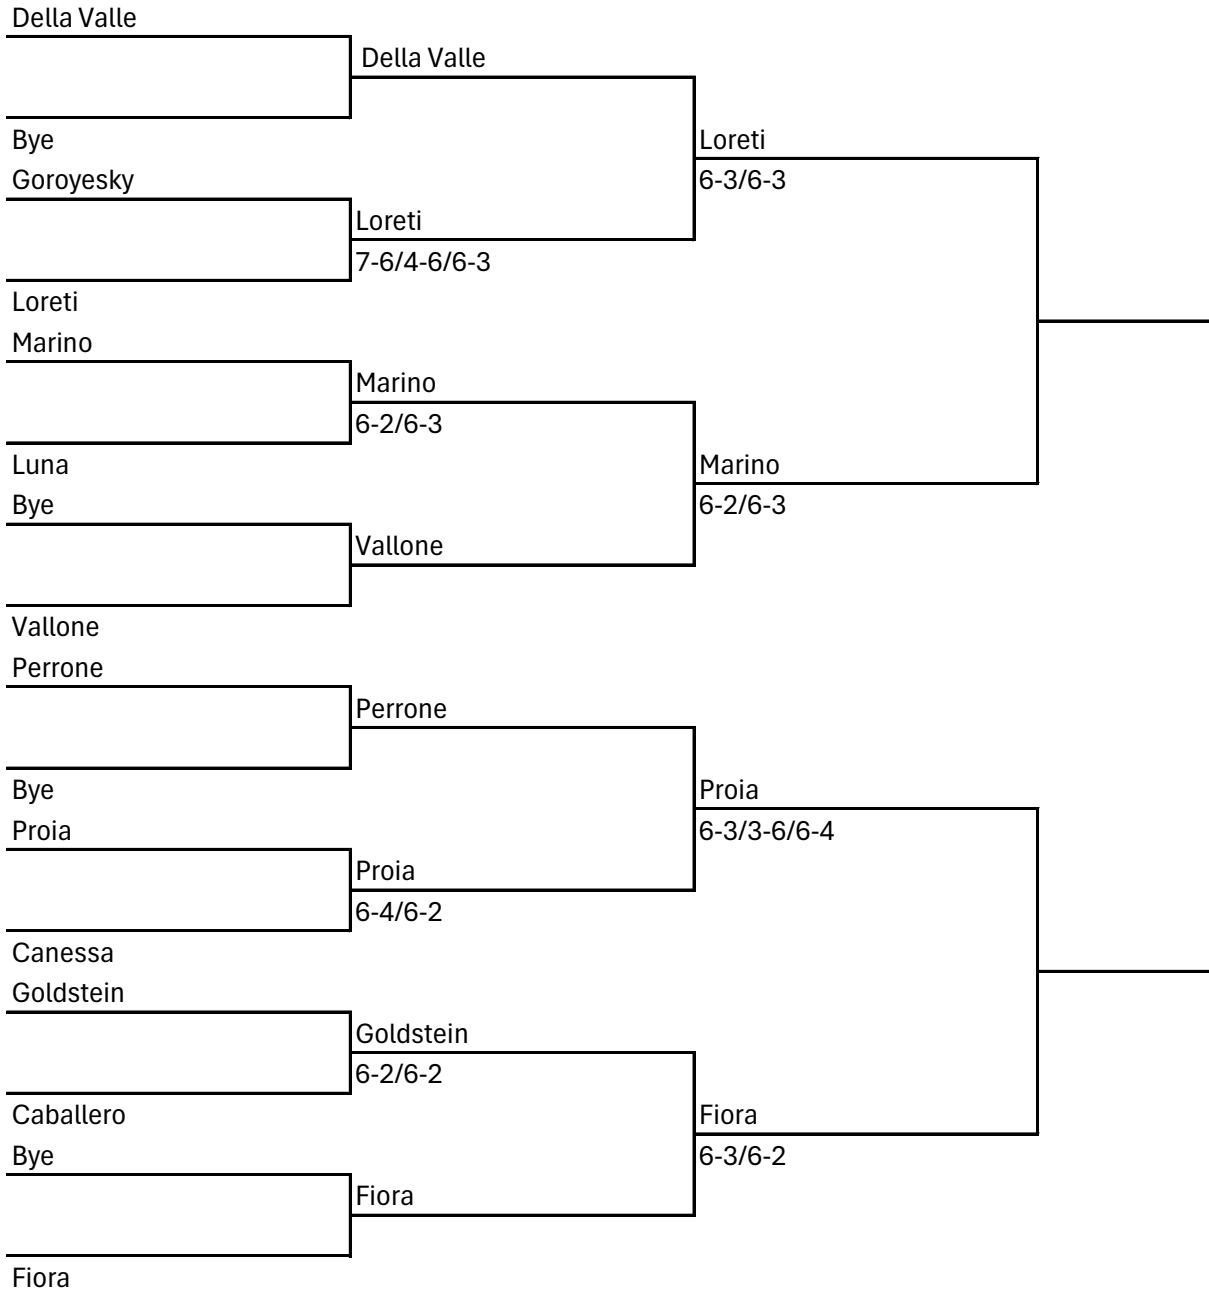 Della Valle
Della Valle
Bye
Loreti
Goroyesky
6-3/6-3
Loreti
7-6/4-6/6-3
Loreti
Marino
Marino
6-2/6-3
Luna
Marino
Bye
6-2/6-3
Vallone
Vallone
Perrone
Perrone
Bye
Proia
Proia
6-3/3-6/6-4
Proia
6-4/6-2
Canessa
Goldstein
Goldstein
6-2/6-2
Caballero
Fiora
Bye
6-3/6-2
Fiora
Fiora